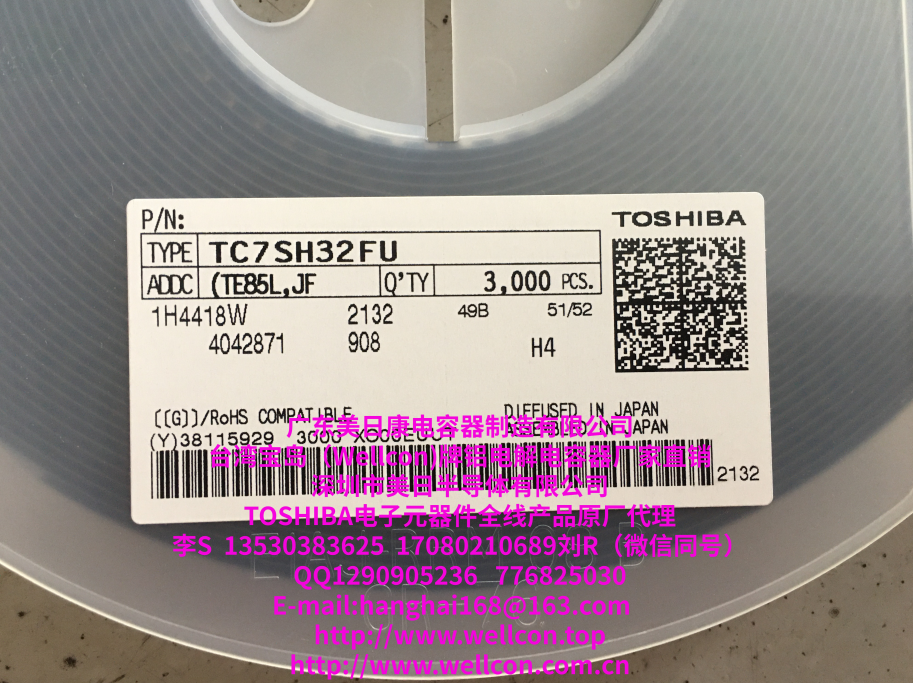 P/N:
TOSHIBA
TYPE TC7SH32FU
ADDC (TE85L,JF Q'TY 3,000 PCS.
1H4418W 2132 49B 51/52
4042871 908 H4
[[G]]/RoHS COMPATIBLE DIFFUSED IN JAPAN
ASSEMBLED IN JAPAN
(Y)38115929 3000
2132
广东美日康电容器制造有限公司
台湾宝岛 (Wellcon)牌铝电解电容器厂家直销
深圳市美日半导体有限公司
TOSHIBA电子元器件全线产品原厂代理
李S 13530383625 17080210689刘R（微信同号）
QQ1290905236 776825030
E-mail:hanghai168@163.com
http://www.wellcon.top
http://www.wellcon.com.cn